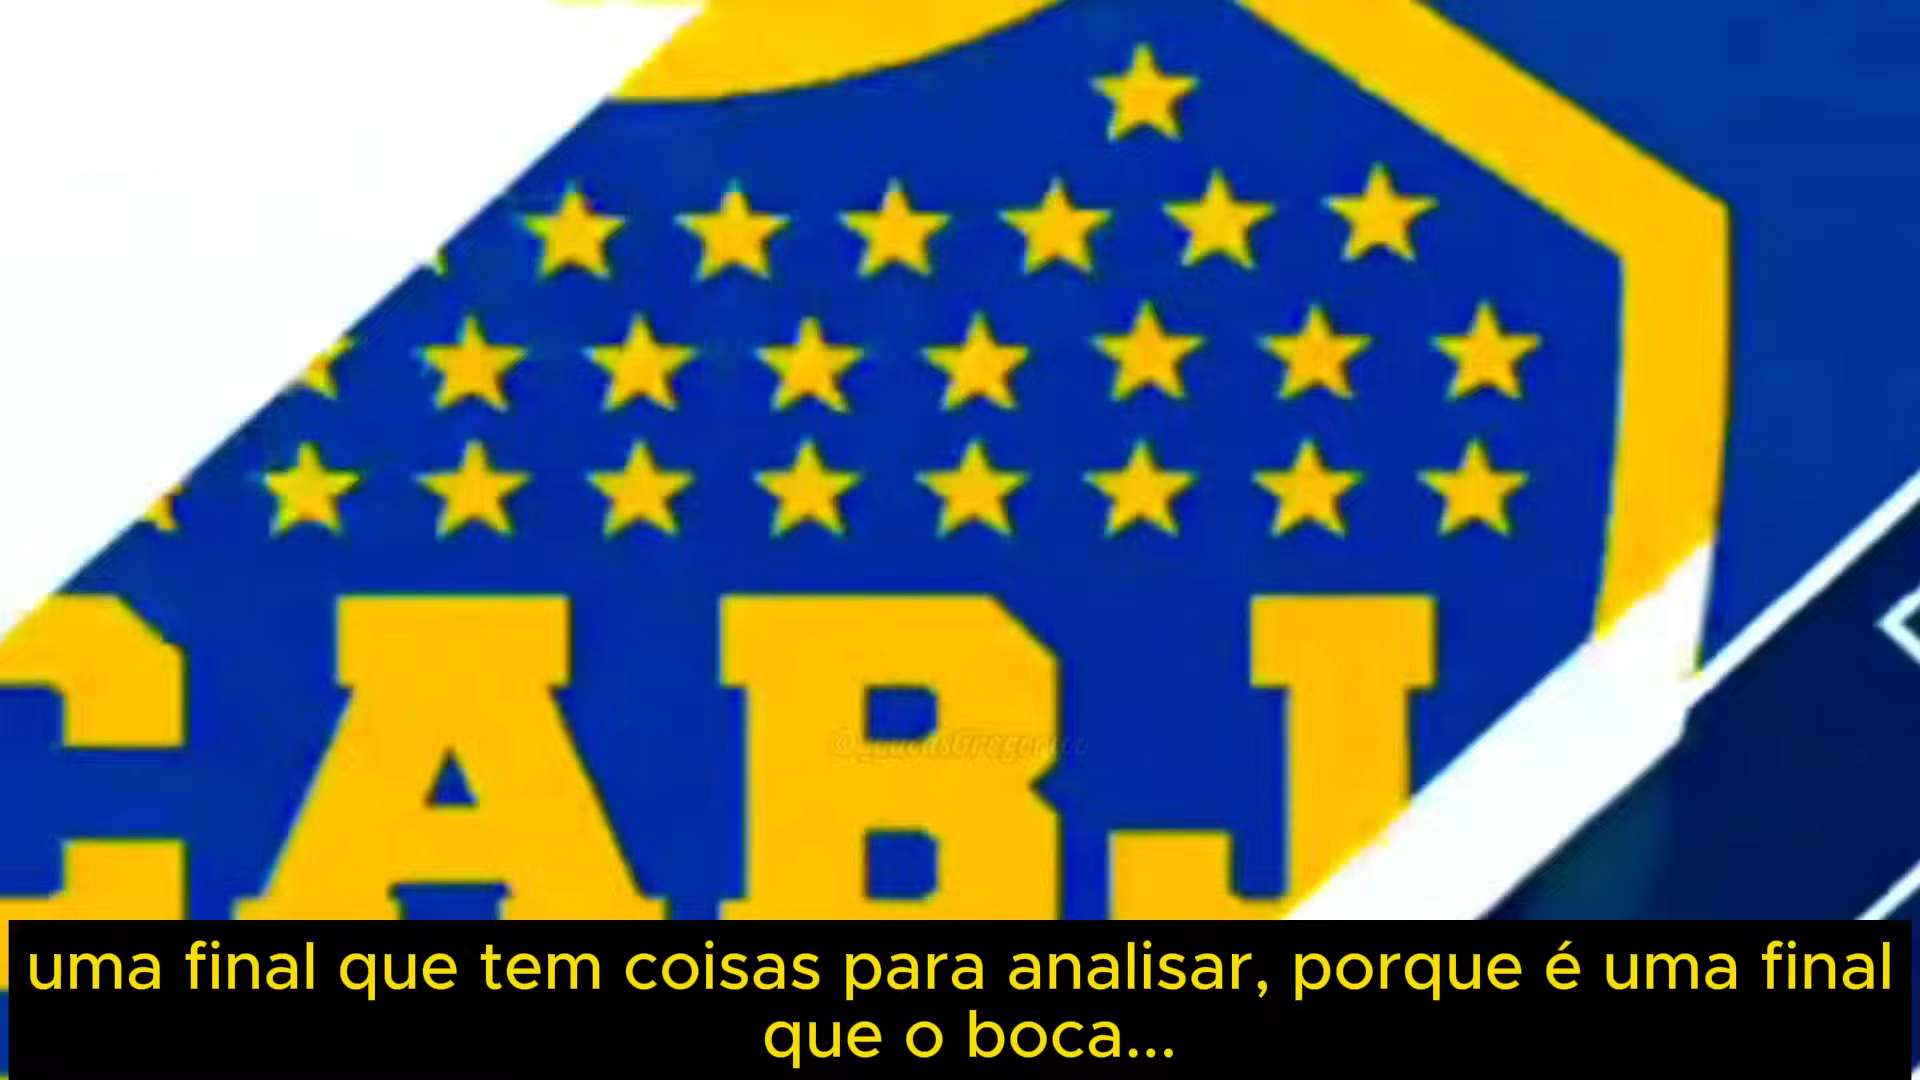 CABJ
uma final que tem coisas para analisar, porque é uma final
que o boca...